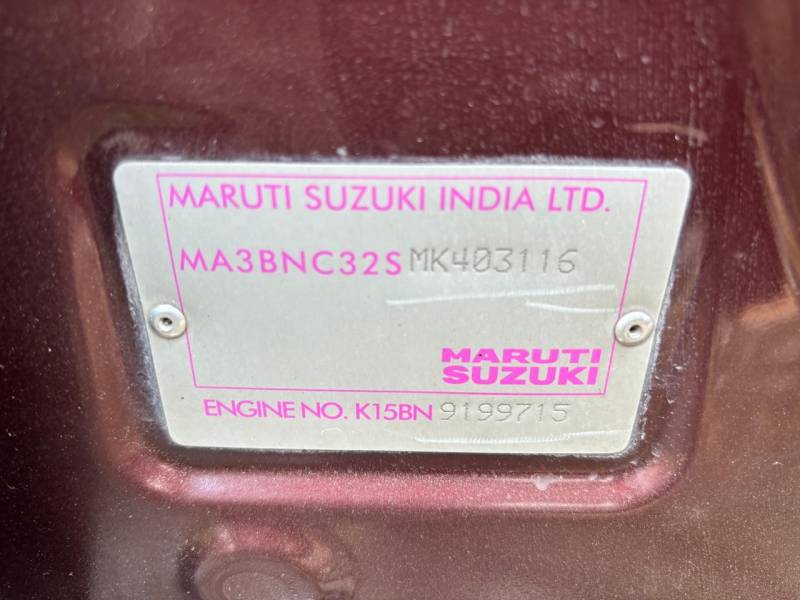 MARUTI SUZUKI INDIA LTD.
MA3BNC32SMK403116
MARUTI
SUZUKI
ENGINE NO. K15BN9199715